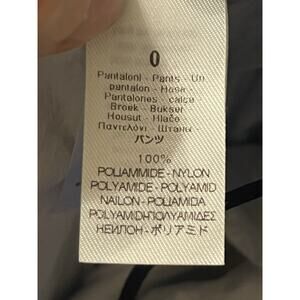 0
Pantaloni - Pants - Un
pantalon - Hose -
Pantalones - calça
Broek - Bukser
Housut - Hlače
Παντελόνι - Штаны
パンツ
100%
POLIAMMIDE - NYLON
POLYAMIDE - POLYAMID
NAILON - POLIAMIDA
POLYAMID-ΠΟΛΥΑΜΙΔΕΣ
НЕЙЛОН - ポリアミド